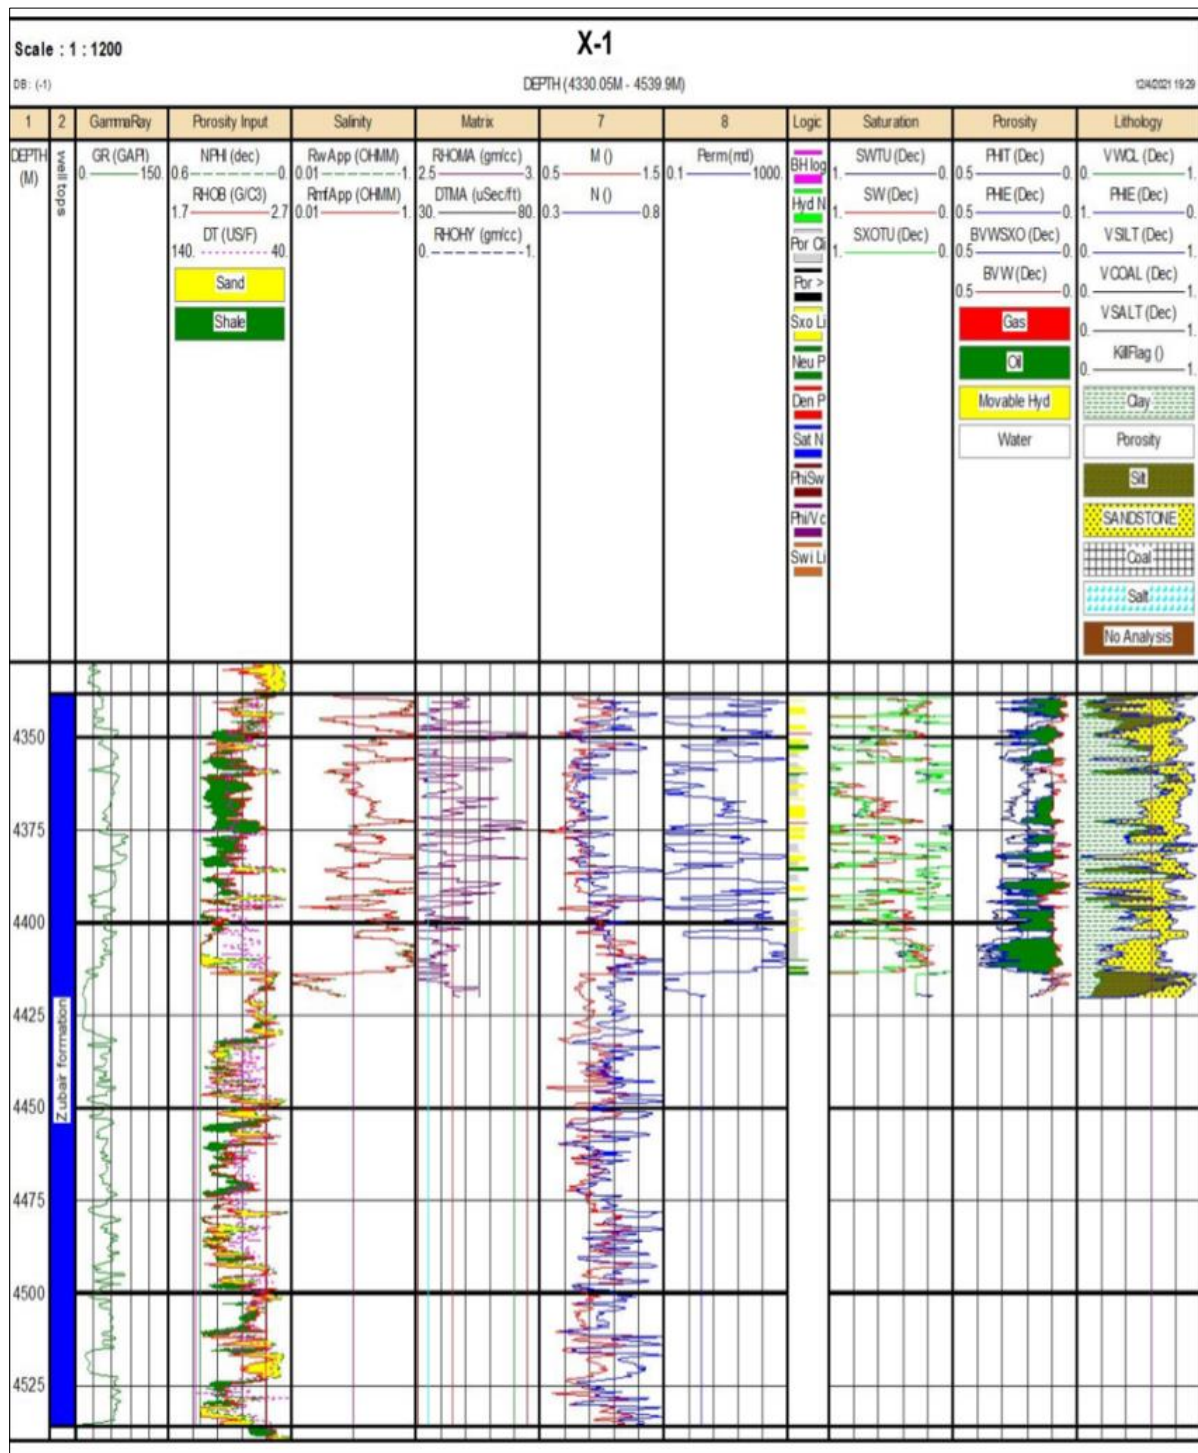 X-1
Scale : 1 : 1200
DB : (-1)
DEPTH (4330.05M - 4539.9M)
12/4/2021 19:29
1
2
GammaRay
Porosity Input
Salinity
Matrix
7
8
Logic
Saturation
Porosity
Lithology
DEPTH
(M)
well tops
GR (GAPI)
0. 150.
NPHI (dec)
0.6 0.
RHOB (G/C3)
1.7 2.7
DT (US/F)
140. 40.
Sand
Shale
RwApp (OHMM)
0.01 1.
RmfApp (OHMM)
0.01 1.
RHOMA (gm/cc)
2.5 3.
DTMA (uSec/ft)
30. 80.
RHOHY (gm/cc)
0. 1.
M ()
0.5 1.5
N ()
0.3 0.8
Perm (md)
0.1 1000.
BH log
Hyd N
Por Cl
Por >
Sxo Li
Neu P
Den P
Sat N
PhiSw
Phi/Vc
Swi Li
SWTU (Dec)
1. 0.
SW (Dec)
1. 0.
SXOTU (Dec)
1. 0.
PHIT (Dec)
0.5 0.
PHIE (Dec)
0.5 0.
BVWSXO (Dec)
0.5 0.
BVW (Dec)
0.5 0.
Gas
Oil
Movable Hyd
Water
VWCL (Dec)
0. 1.
PHIE (Dec)
1. 0.
VSILT (Dec)
0. 1.
VCOAL (Dec)
0. 1.
VSALT (Dec)
0. 1.
KillFlag ()
0. 1.
Clay
Porosity
Silt
SANDSTONE
Coal
Salt
No Analysis
4350
4375
4400
4425
4450
4475
4500
4525
Zubair formation